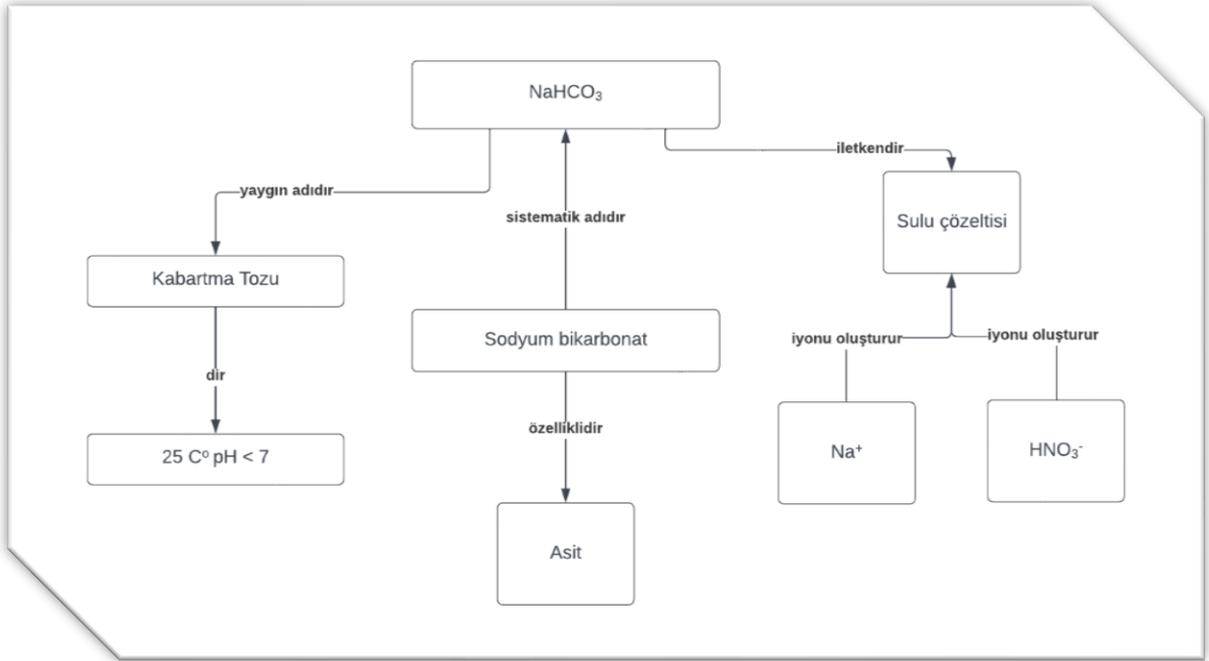 NaHCO₃
iletkendir
yaygın adıdır
sistematik adıdır
Sulu çözeltisi
Kabartma Tozu
Sodyum bikarbonat
iyonu oluşturur
iyonu oluşturur
dir
özelliklidir
25 Cº pH < 7
Na⁺
HNO₃⁻
Asit